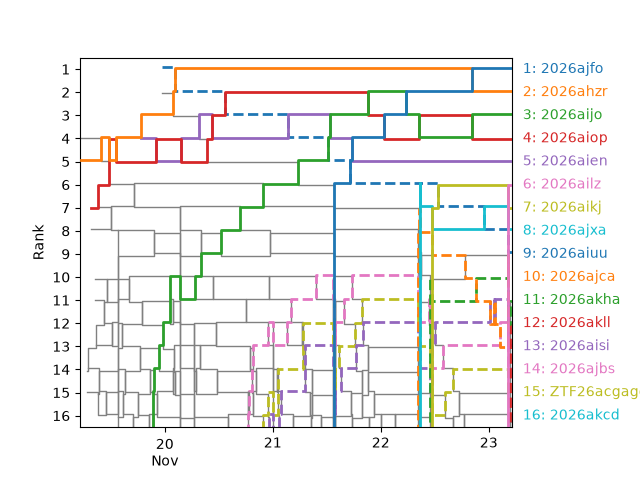 1
2
3
4
5
6
7
8
9
10
11
12
13
14
15
16
Rank
20
21
22
23
Nov
1: 2026ajfo
2: 2026ahzr
3: 2026aijo
4: 2026aiop
5: 2026aien
6: 2026ailz
7: 2026aikj
8: 2026ajxa
9: 2026aiuu
10: 2026ajca
11: 2026akha
12: 2026akll
13: 2026aisi
14: 2026ajbs
15: ZTF26acgag
16: 2026akcd